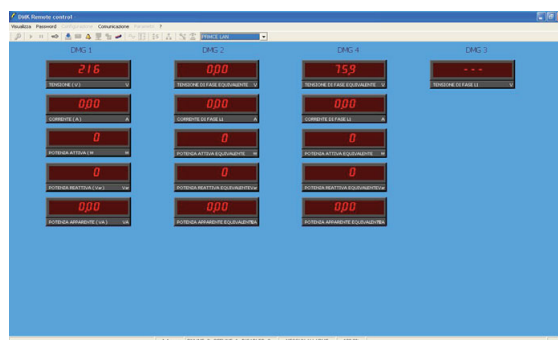 DMK Remote control
Visualizza Password Configurazione Comunicazione Parametri ?
PRINCE LAN
DMG 1 DMG 2 DMG 4 DMG 3
216 0,00 75,9 ---
TENSIONE ( V ) V TENSIONE DI FASE EQUIVALENTE V TENSIONE DI FASE EQUIVALENTE V TENSIONE DI FASE L1 V
0,00 0,00 0,00
CORRENTE ( A ) A CORRENTE DI FASE L1 A CORRENTE DI FASE L1 A
0 0 0
POTENZA ATTIVA ( W W POTENZA ATTIVA EQUIVALENTE W POTENZA ATTIVA EQUIVALENTE W
0 0 0
POTENZA REATTIVA ( Var ) Var POTENZA REATTIVA EQUIVALENTE Var POTENZA REATTIVA EQUIVALENTE Var
0,00 0,00 0,00
POTENZA APPARENTE ( VA ) VA POTENZA APPARENTE EQUIVALENTE VA POTENZA APPARENTE EQUIVALENTE VA